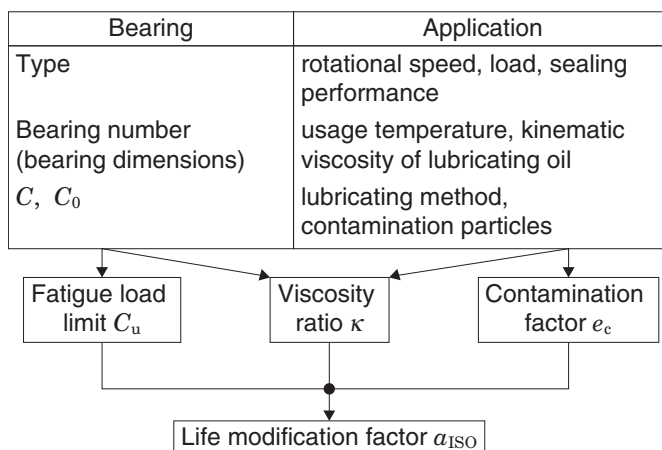 Bearing
Application
Type
rotational speed, load, sealing
performance
Bearing number
(bearing dimensions)
usage temperature, kinematic
viscosity of lubricating oil
C, C0
lubricating method,
contamination particles
Fatigue load
limit Cu
Viscosity
ratio κ
Contamination
factor ec
Life modification factor aISO